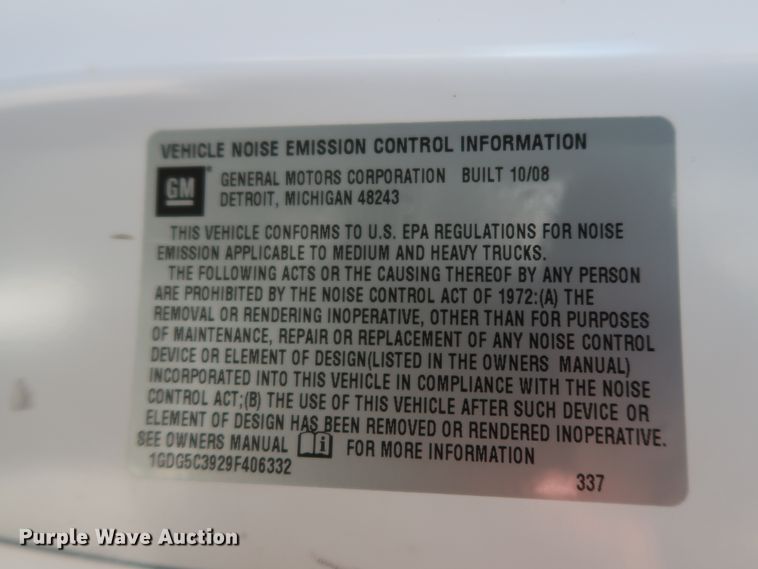 VEHICLE NOISE EMISSION CONTROL INFORMATION
GM
GENERAL MOTORS CORPORATION BUILT 10/08
DETROIT, MICHIGAN 48243
THIS VEHICLE CONFORMS TO U.S. EPA REGULATIONS FOR NOISE
EMISSION APPLICABLE TO MEDIUM AND HEAVY TRUCKS.
THE FOLLOWING ACTS OR THE CAUSING THEREOF BY ANY PERSON
ARE PROHIBITED BY THE NOISE CONTROL ACT OF 1972:(A) THE
REMOVAL OR RENDERING INOPERATIVE, OTHER THAN FOR PURPOSES
OF MAINTENANCE, REPAIR OR REPLACEMENT OF ANY NOISE CONTROL
DEVICE OR ELEMENT OF DESIGN(LISTED IN THE OWNERS MANUAL)
INCORPORATED INTO THIS VEHICLE IN COMPLIANCE WITH THE NOISE
CONTROL ACT;(B) THE USE OF THIS VEHICLE AFTER SUCH DEVICE OR
ELEMENT OF DESIGN HAS BEEN REMOVED OR RENDERED INOPERATIVE.
SEE OWNERS MANUAL i FOR MORE INFORMATION
1GDG5C3929F406332
337
Purple Wave Auction